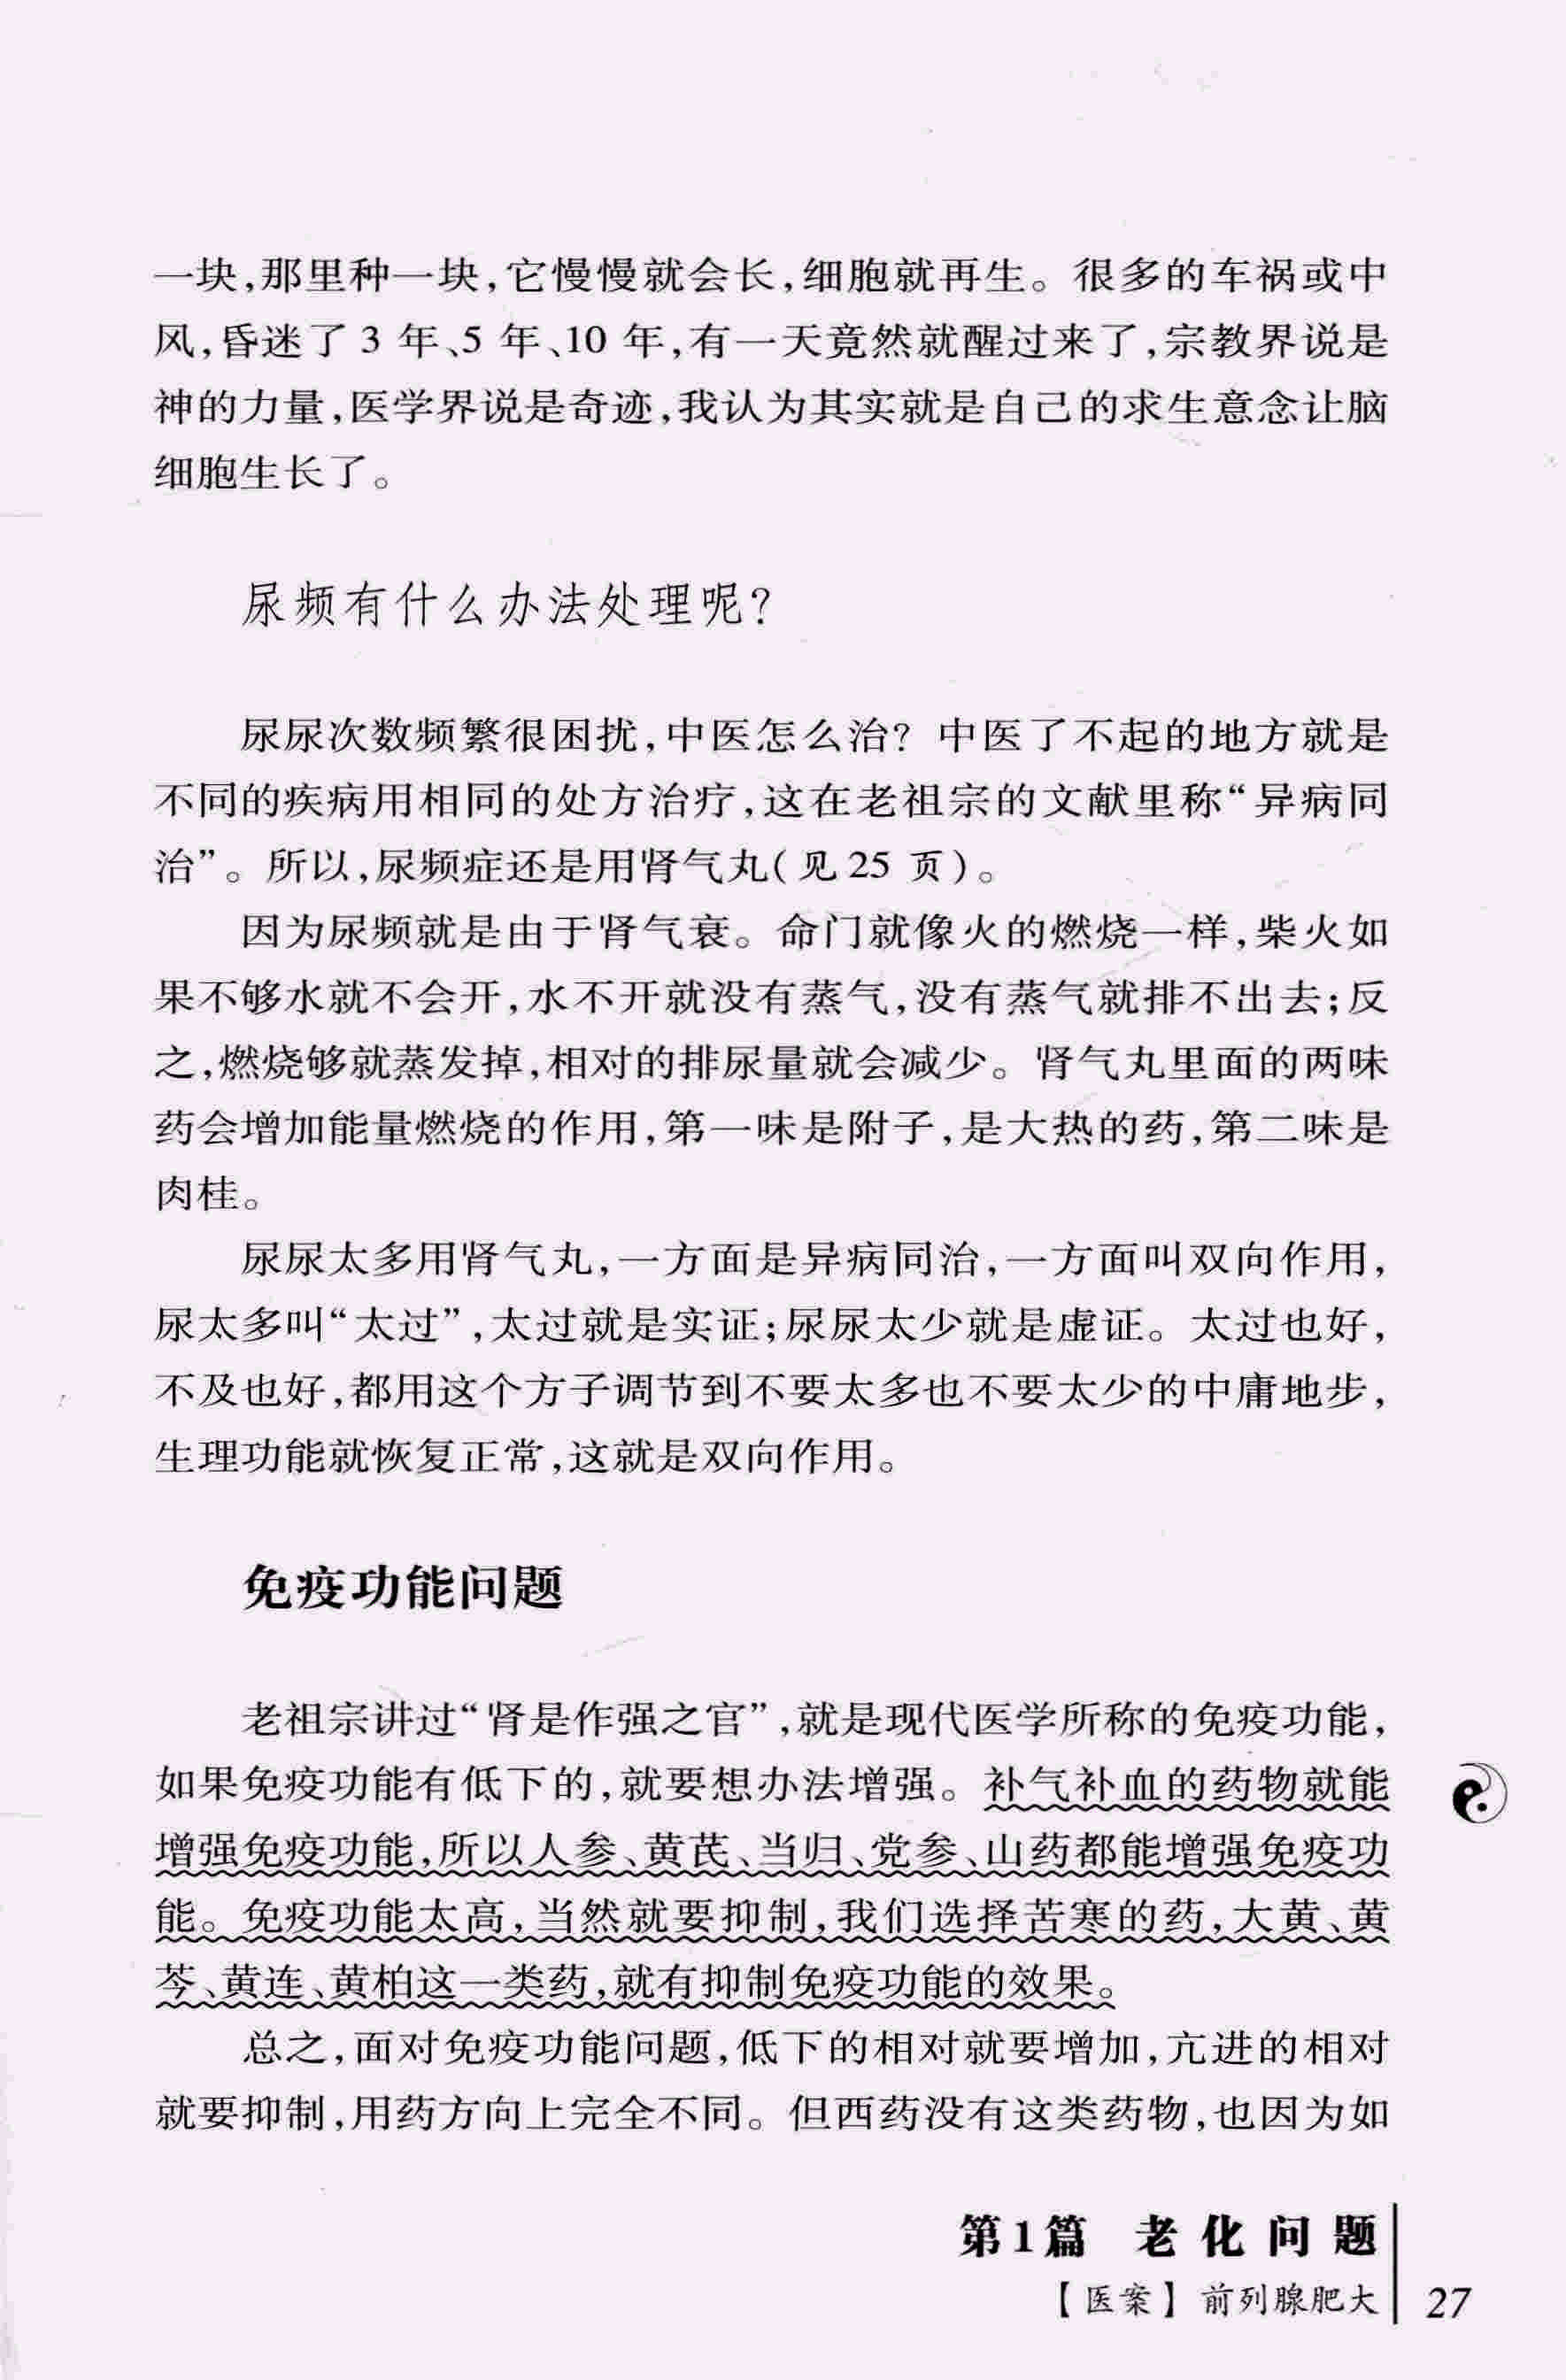 一块,那里种一块,它慢慢就会长,细胞就再生。很多的车祸或中
风,昏迷了 3 年、5 年、10 年,有一天竟然就醒过来了,宗教界说是
神的力量,医学界说是奇迹,我认为其实就是自己的求生意念让脑
细胞生长了。
尿频有什么办法处理呢?
尿尿次数频繁很困扰,中医怎么治? 中医了不起的地方就是
不同的疾病用相同的处方治疗,这在老祖宗的文献里称“异病同
治”。所以,尿频症还是用肾气丸(见 25 页)。
因为尿频就是由于肾气衰。命门就像火的燃烧一样,柴火如
果不够水就不会开,水不开就没有蒸气,没有蒸气就排不出去;反
之,燃烧够就蒸发掉,相对的排尿量就会减少。肾气丸里面的两味
药会增加能量燃烧的作用,第一味是附子,是大热的药,第二味是
肉桂。
尿尿太多用肾气丸,一方面是异病同治,一方面叫双向作用,
尿太多叫“太过”,太过就是实证;尿尿太少就是虚证。太过也好,
不及也好,都用这个方子调节到不要太多也不要太少的中庸地步,
生理功能就恢复正常,这就是双向作用。
免疫功能问题
老祖宗讲过“肾是作强之官”,就是现代医学所称的免疫功能,
如果免疫功能有低下的,就要想办法增强。补气补血的药物就能
增强免疫功能,所以人参、黄芪、当归、党参、山药都能增强免疫功
能。免疫功能太高,当然就要抑制,我们选择苦寒的药,大黄、黄
芩、黄连、黄柏这一类药,就有抑制免疫功能的效果。
总之,面对免疫功能问题,低下的相对就要增加,亢进的相对
就要抑制,用药方向上完全不同。但西药没有这类药物,也因为如
第1篇 老化问题
【医案】前列腺肥大 27